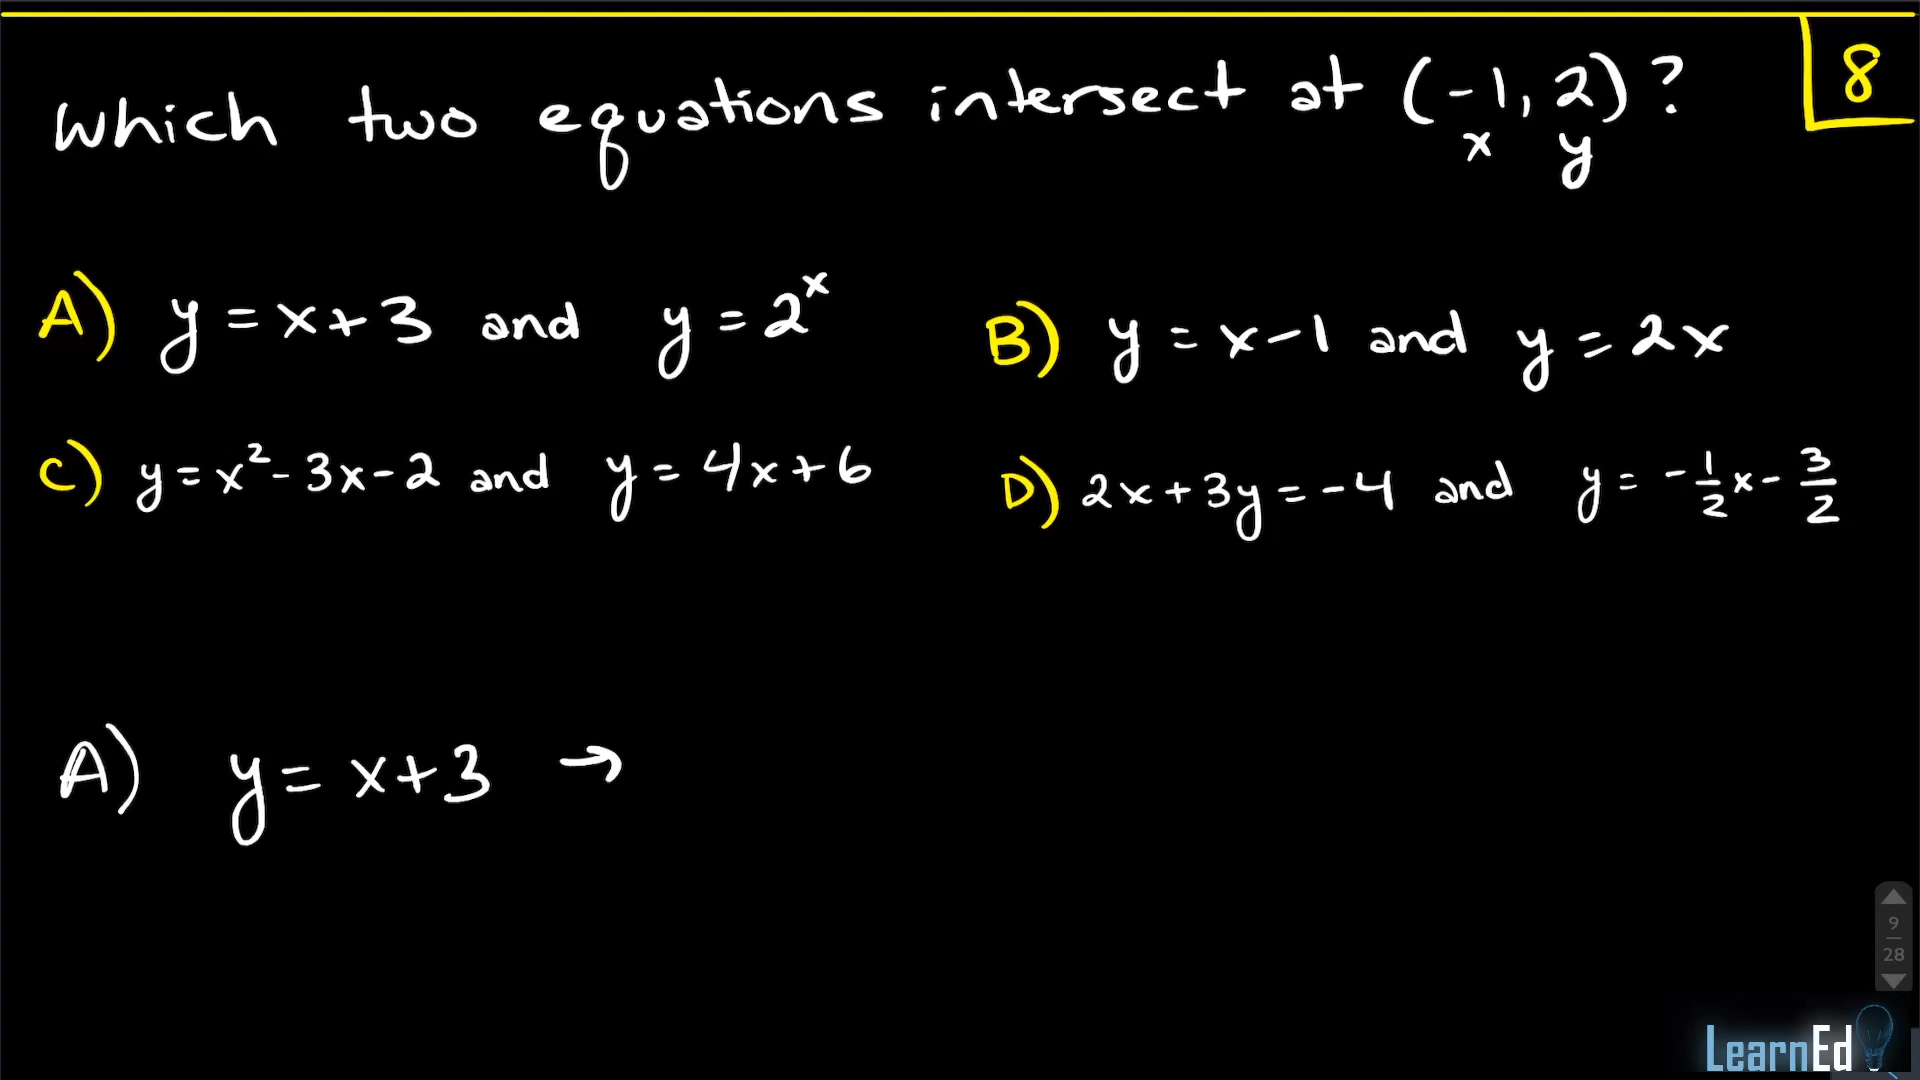 which two equations intersect at (-1, 2)?
x y
8
A) y = x+3 and y = 2^x
B) y = x-1 and y = 2x
C) y = x²-3x-2 and y = 4x+6
D) 2x+3y = -4 and y = -1/2x - 3/2
A) y = x+3 →
9
28
LearnEd